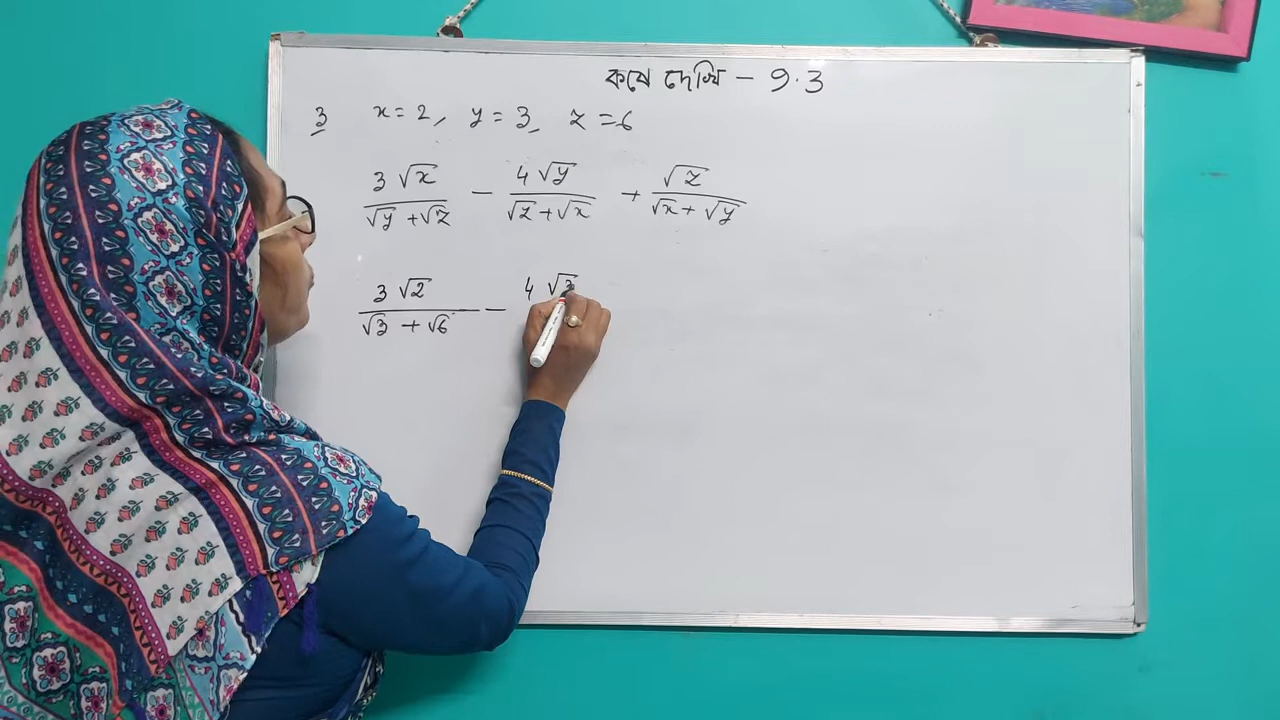 কষে দেখি - 9.3
3 x = 2, y = 3, z = 6
3√x / (√y + √z) - 4√y / (√z + √x) + √z / (√x + √y)
3√2 / (√3 + √6) - 4√3